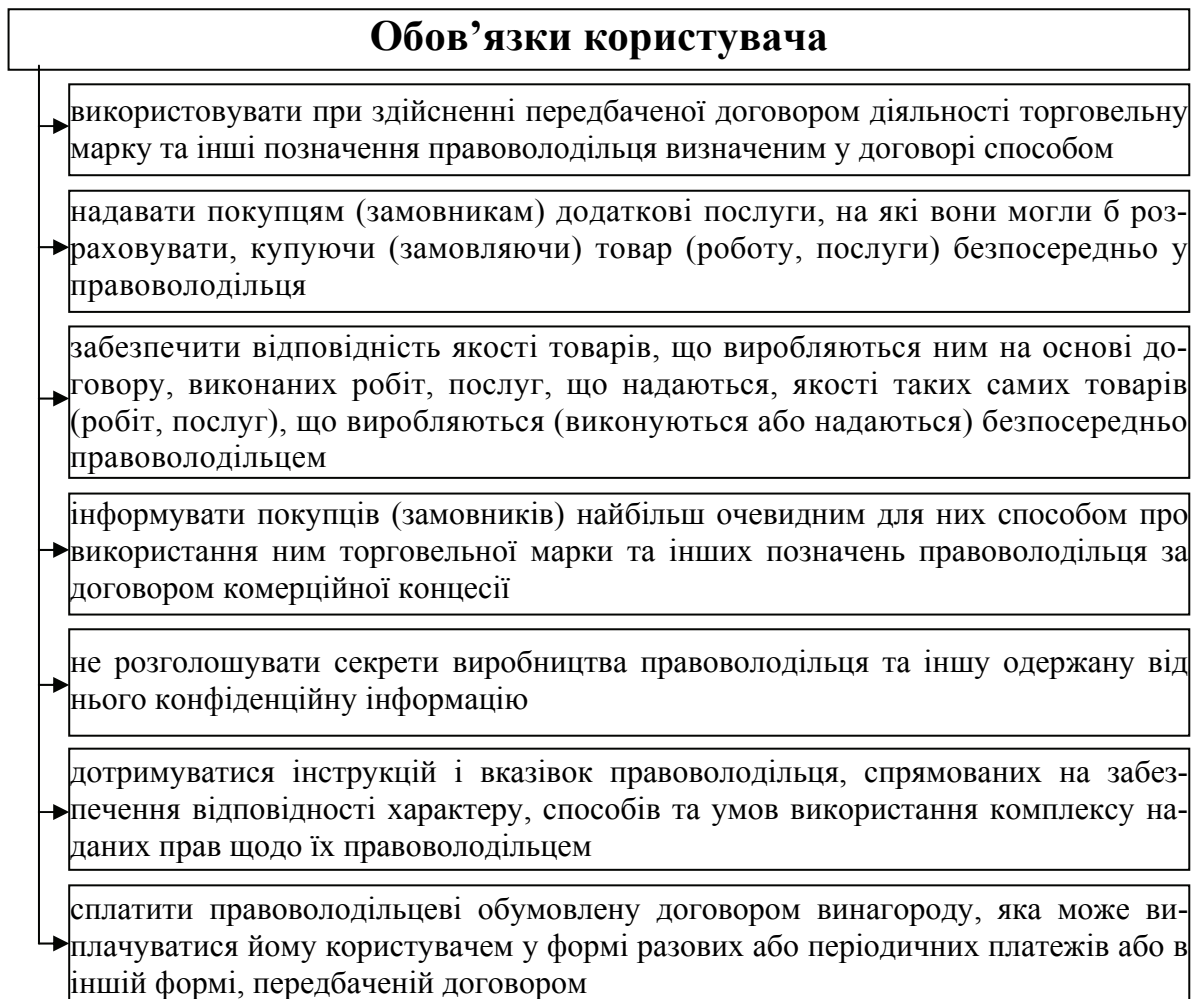 Обов’язки користувача
використовувати при здійсненні передбаченої договором діяльності торговельну
марку та інші позначення правоволодільця визначеним у договорі способом
надавати покупцям (замовникам) додаткові послуги, на які вони могли б роз-
раховувати, купуючи (замовляючи) товар (роботу, послуги) безпосередньо у
правоволодільця
забезпечити відповідність якості товарів, що виробляються ним на основі до-
говору, виконаних робіт, послуг, що надаються, якості таких самих товарів
(робіт, послуг), що виробляються (виконуються або надаються) безпосередньо
правоволодільцем
інформувати покупців (замовників) найбільш очевидним для них способом про
використання ним торговельної марки та інших позначень правоволодільця за
договором комерційної концесії
не розголошувати секрети виробництва правоволодільця та іншу одержану від
нього конфіденційну інформацію
дотримуватися інструкцій і вказівок правоволодільця, спрямованих на забез-
печення відповідності характеру, способів та умов використання комплексу на-
даних прав щодо їх правоволодільцем
сплатити правоволодільцеві обумовлену договором винагороду, яка може ви-
плачуватися йому користувачем у формі разових або періодичних платежів або в
іншій формі, передбаченій договором